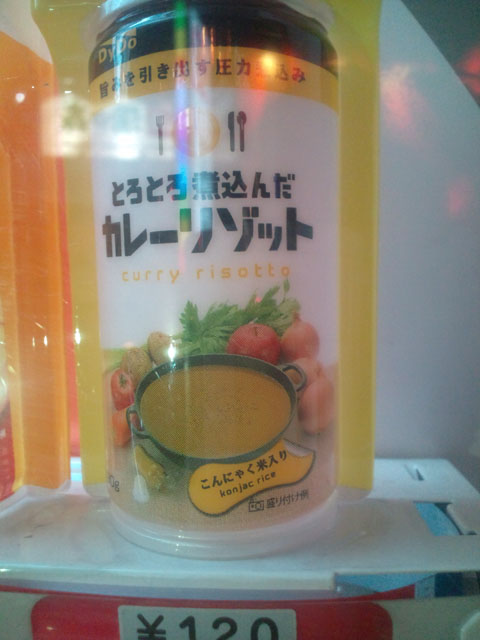 DyDo
旨みを引き出す圧力煮込み
とろとろ煮込んだ
カレーリゾット
curry risotto
こんにゃく米入り
konjac rice
盛り付け例
¥120